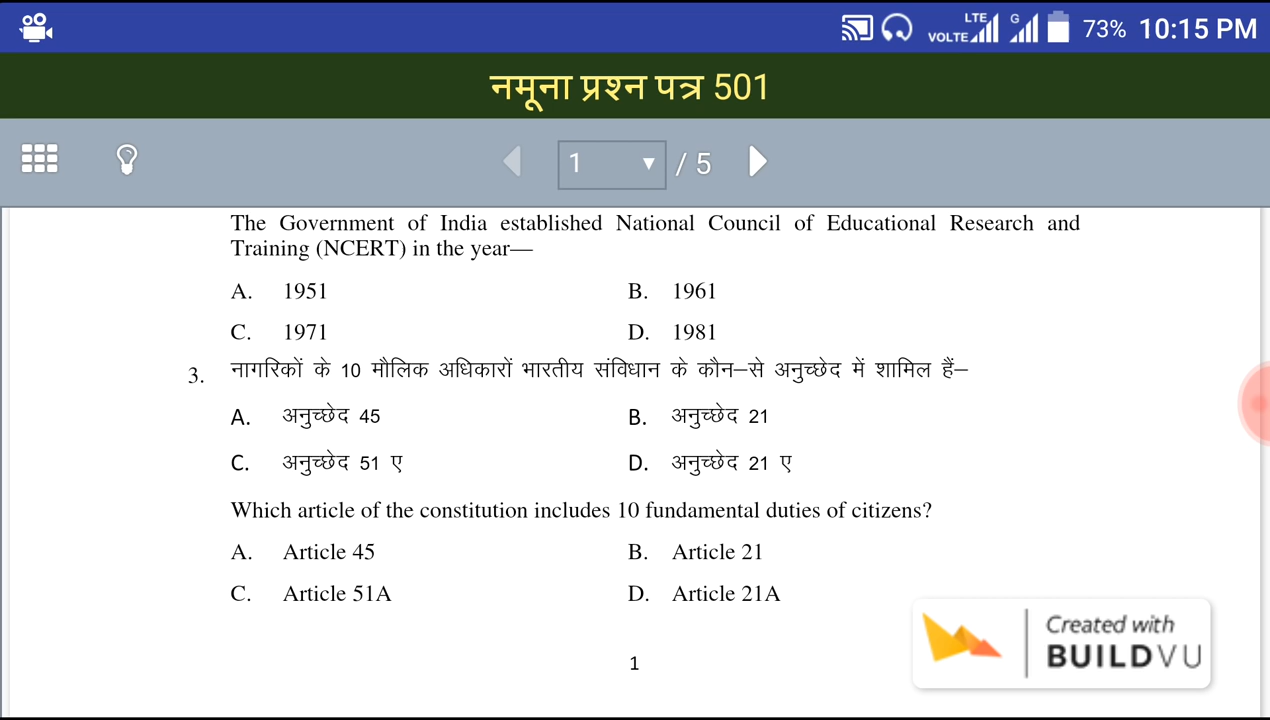 LTE G
VOLTE 73% 10:15 PM
नमूना प्रश्न पत्र 501
1 / 5
The Government of India established National Council of Educational Research and
Training (NCERT) in the year—
A. 1951 B. 1961
C. 1971 D. 1981
3. नागरिकों के 10 मौलिक अधिकारों भारतीय संविधान के कौन–से अनुच्छेद में शामिल हैं–
A. अनुच्छेद 45 B. अनुच्छेद 21
C. अनुच्छेद 51 ए D. अनुच्छेद 21 ए
Which article of the constitution includes 10 fundamental duties of citizens?
A. Article 45 B. Article 21
C. Article 51A D. Article 21A
Created with
BUILDVU
1